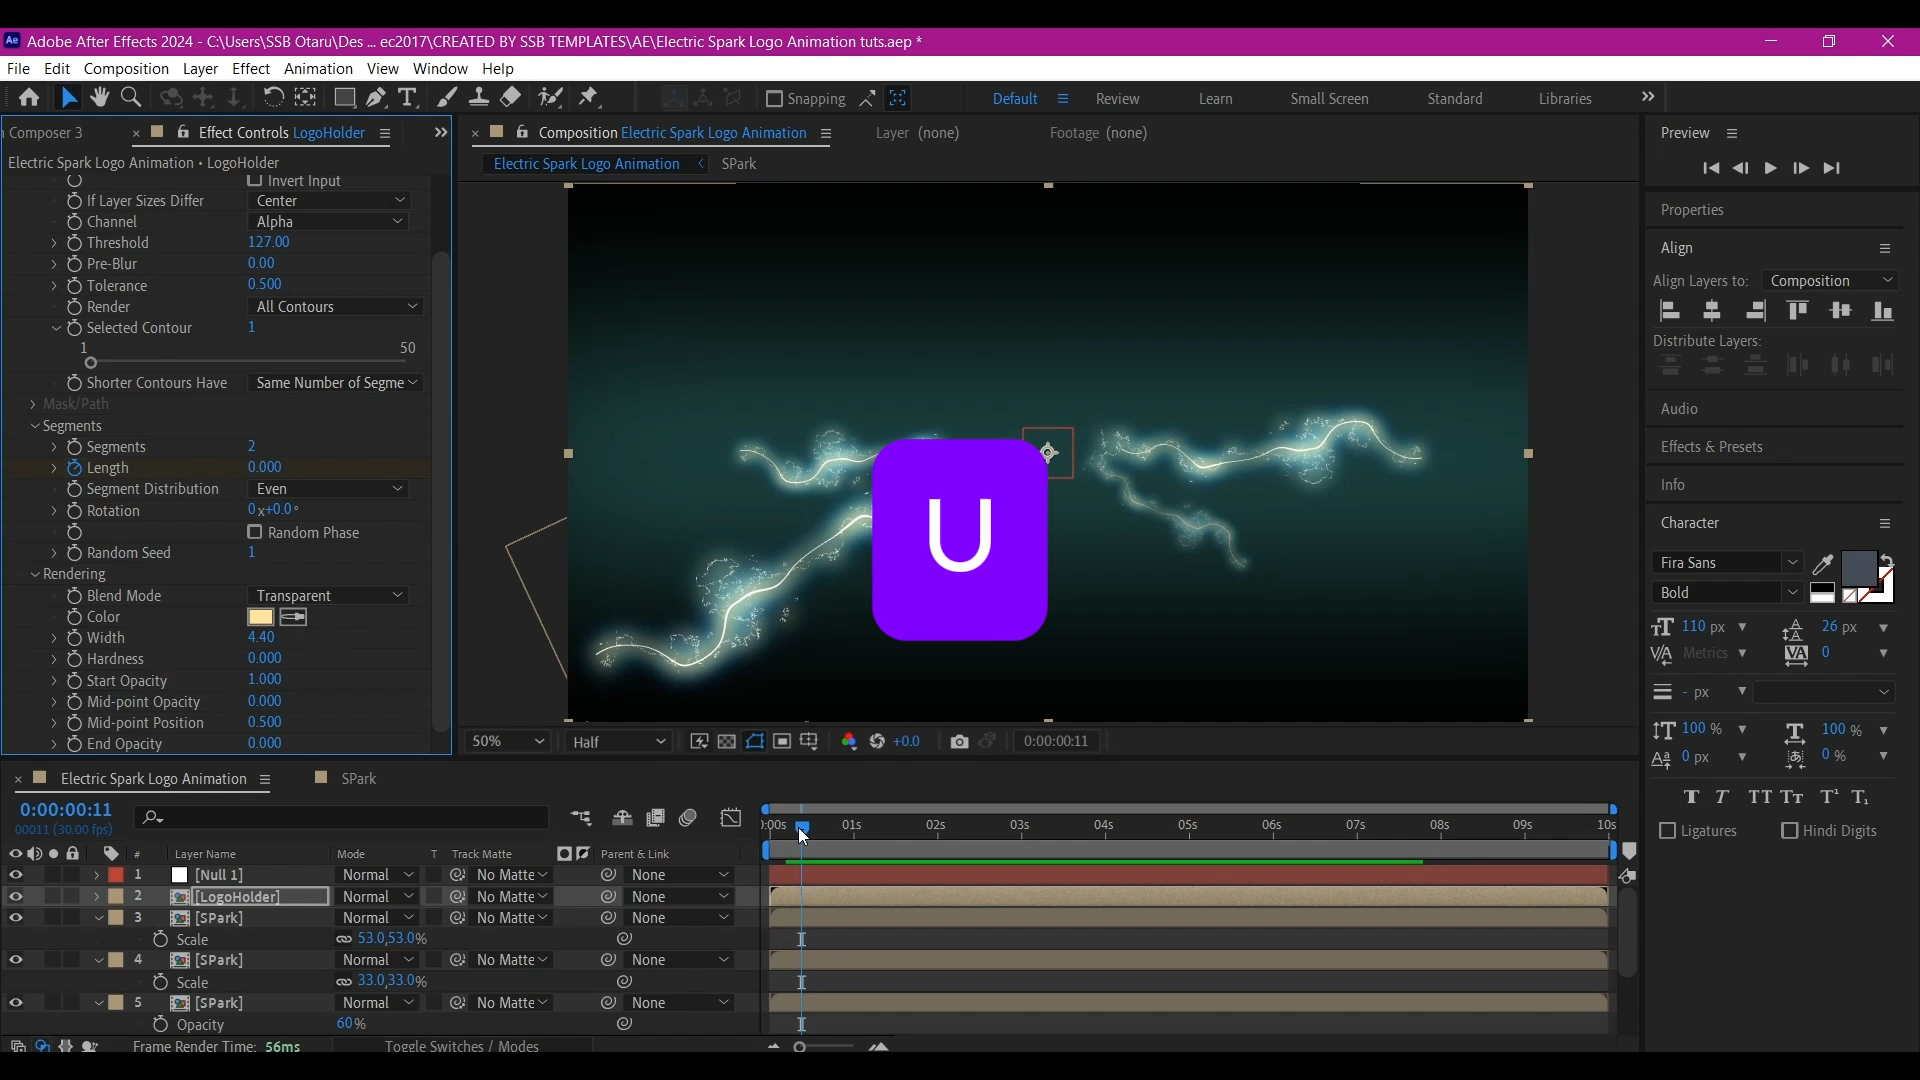 Ae Adobe After Effects 2024 - C:\Users\SSB Otaru\Des ... ec2017\CREATED BY SSB TEMPLATES\AE\Electric Spark Logo Animation tuts.aep *
File Edit Composition Layer Effect Animation View Window Help
Snapping Default Review Learn Small Screen Standard Libraries
Composer 3 Effect Controls LogoHolder
Composition Electric Spark Logo Animation Layer (none) Footage (none)
Preview
Electric Spark Logo Animation • LogoHolder
Electric Spark Logo Animation SPark
Invert Input
If Layer Sizes Differ Center
Channel Alpha
Threshold 127.00
Pre-Blur 0.00
Tolerance 0.500
Render All Contours
Selected Contour 1
1 50
Shorter Contours Have Same Number of Segme
Mask/Path
Segments
Segments 2
Length 0.000
Segment Distribution Even
Rotation 0x+0.0°
Random Phase
Random Seed 1
Rendering
Blend Mode Transparent
Color
Width 4.40
Hardness 0.000
Start Opacity 1.000
Mid-point Opacity 0.000
Mid-point Position 0.500
End Opacity 0.000
U
50% Half +0.0 0:00:00:11
Properties
Align
Align Layers to: Composition
Distribute Layers:
Audio
Effects & Presets
Info
Character
Fira Sans
Bold
110 px 26 px
Metrics 0
- px
100 % 100 %
0 px 0 %
Ligatures Hindi Digits
Electric Spark Logo Animation SPark
0:00:00:11
00011 (30.00 fps)
:00s 01s 02s 03s 04s 05s 06s 07s 08s 09s 10s
# Layer Name Mode T Track Matte Parent & Link
1 [Null 1] Normal No Matte None
2 [LogoHolder] Normal No Matte None
3 [SPark] Normal No Matte None
Scale 53.0,53.0%
4 [SPark] Normal No Matte None
Scale 33.0,33.0%
5 [SPark] Normal No Matte None
Opacity 60%
Frame Render Time: 56ms Toggle Switches / Modes